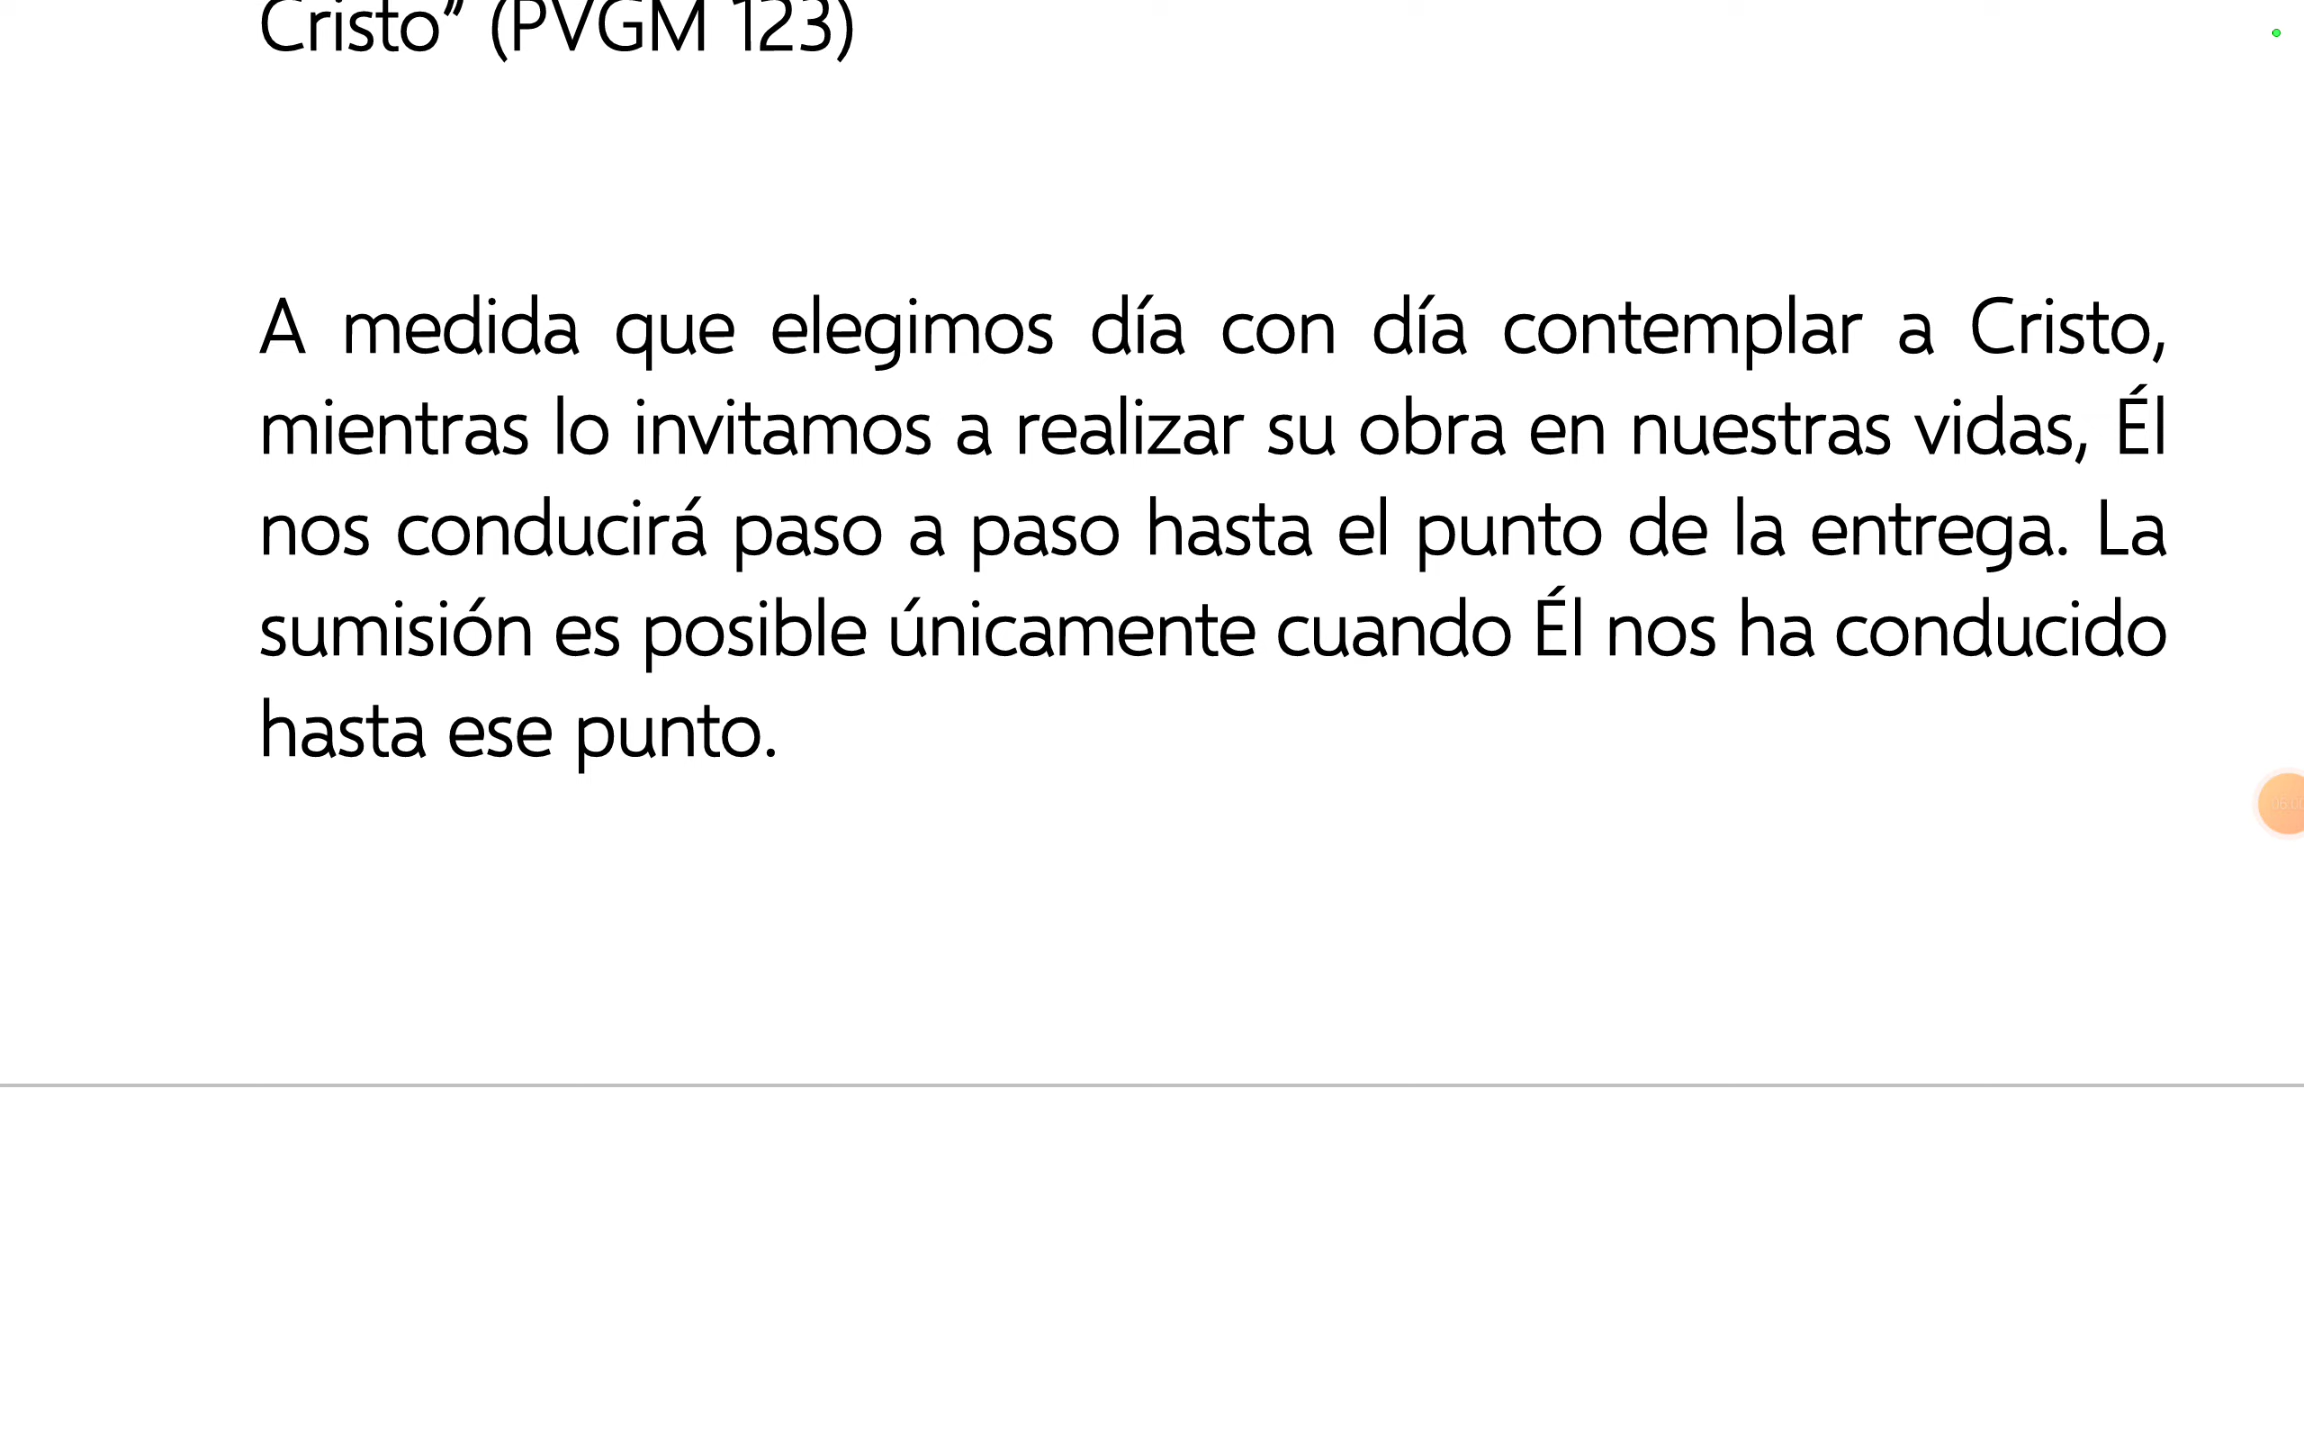 Cristo” (PVGM 123)
A medida que elegimos día con día contemplar a Cristo,
mientras lo invitamos a realizar su obra en nuestras vidas, Él
nos conducirá paso a paso hasta el punto de la entrega. La
sumisión es posible únicamente cuando Él nos ha conducido
hasta ese punto.